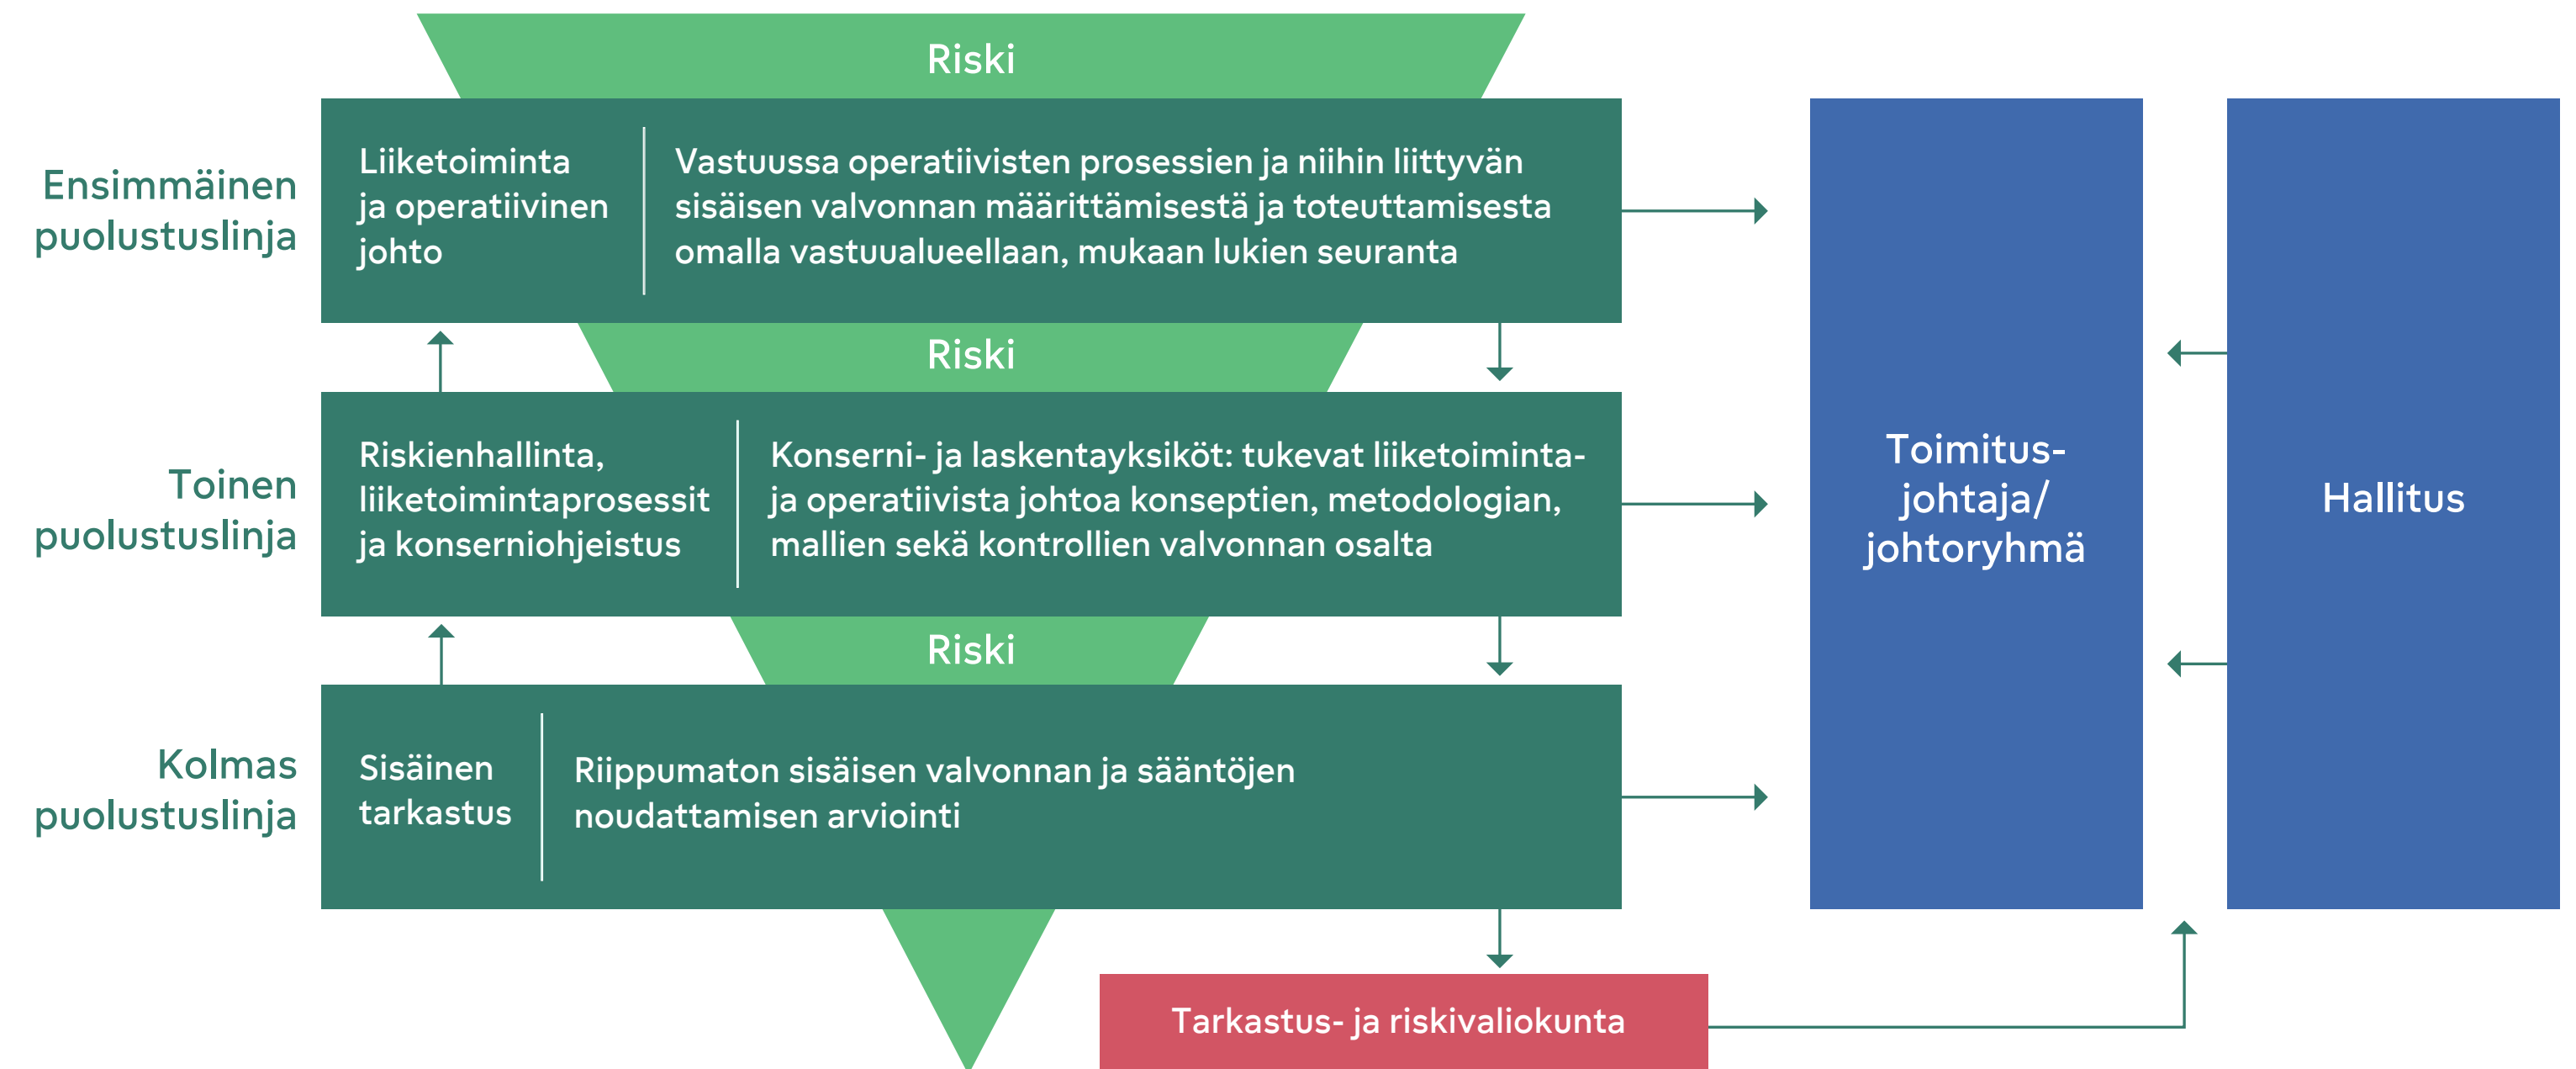 Riski
Ensimmäinen
puolustuslinja
Liiketoiminta
ja operatiivinen
johto
Vastuussa operatiivisten prosessien ja niihin liittyvän
sisäisen valvonnan määrittämisestä ja toteuttamisesta
omalla vastuualueellaan, mukaan lukien seuranta
Riski
Toinen
puolustuslinja
Riskienhallinta,
liiketoimintaprosessit
ja konserniohjeistus
Konserni- ja laskentayksiköt: tukevat liiketoiminta-
ja operatiivista johtoa konseptien, metodologian,
mallien sekä kontrollien valvonnan osalta
Riski
Kolmas
puolustuslinja
Sisäinen
tarkastus
Riippumaton sisäisen valvonnan ja sääntöjen
noudattamisen arviointi
Tarkastus- ja riskivaliokunta
Toimitus-
johtaja/
johtoryhmä
Hallitus